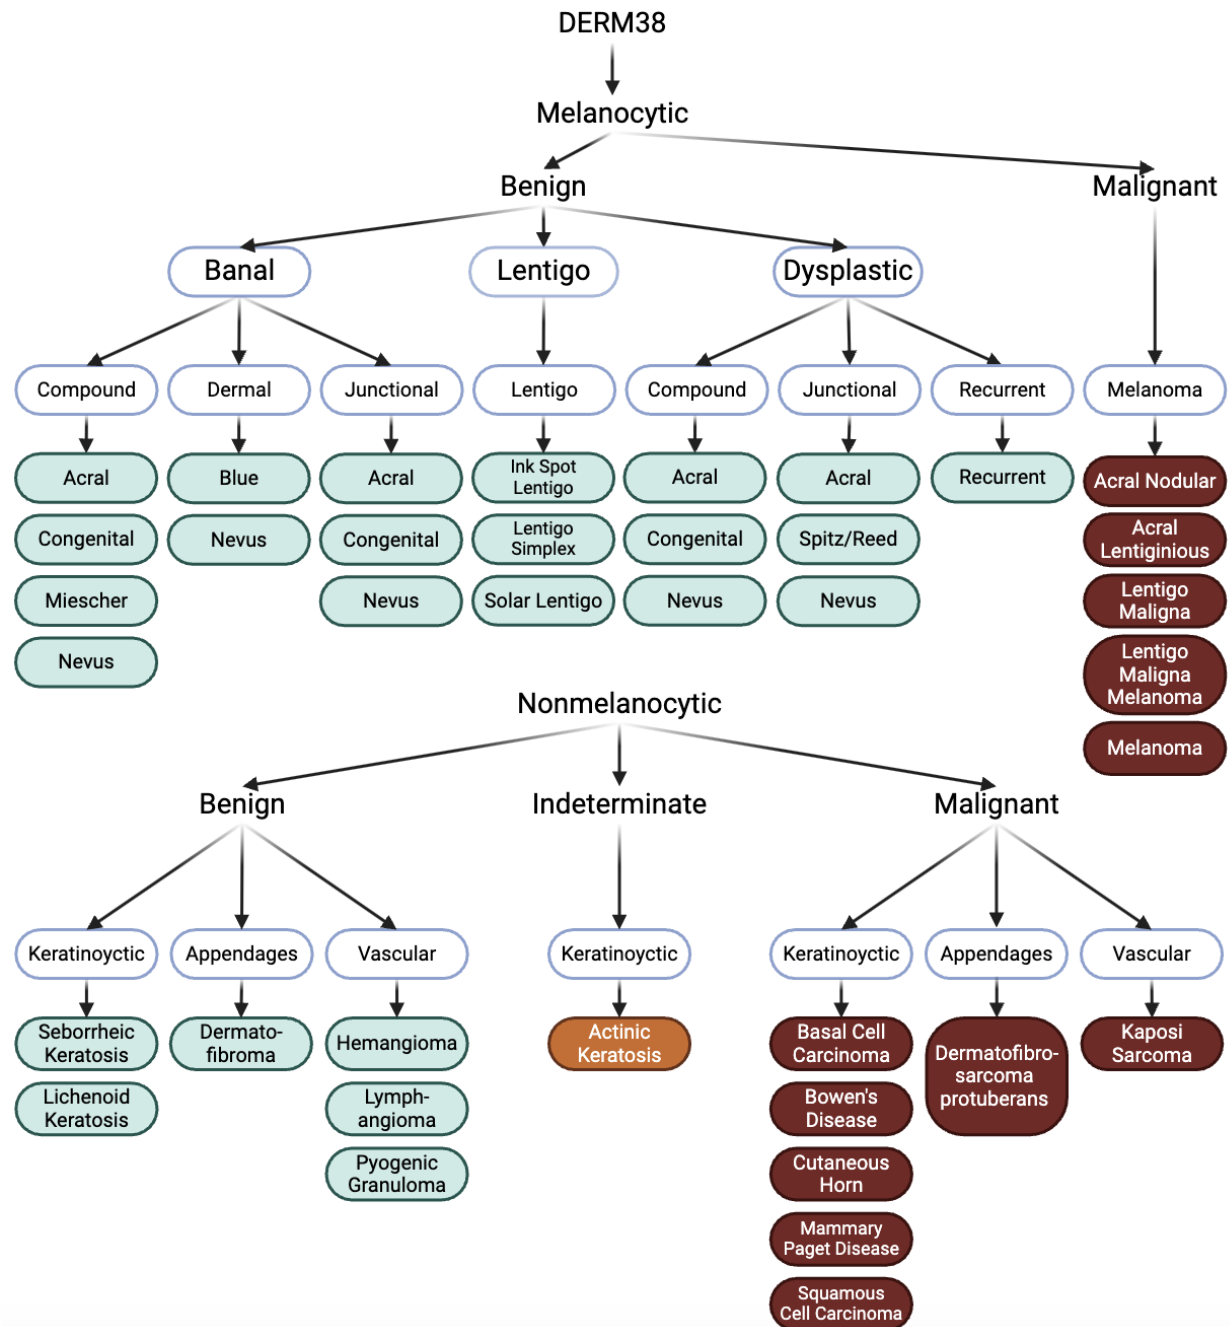 DERM38
Melanocytic
Benign
Malignant
Banal
Lentigo
Dysplastic
Compound
Dermal
Junctional
Lentigo
Compound
Junctional
Recurrent
Melanoma
Acral
Blue
Acral
Ink Spot
Lentigo
Acral
Acral
Recurrent
Acral Nodular
Congenital
Nevus
Congenital
Lentigo
Simplex
Congenital
Spitz/Reed
Acral
Lentiginious
Miescher
Nevus
Solar Lentigo
Nevus
Nevus
Lentigo
Maligna
Nevus
Lentigo
Maligna
Melanoma
Melanoma
Nonmelanocytic
Benign
Indeterminate
Malignant
Keratinoyctic
Appendages
Vascular
Keratinoyctic
Keratinoyctic
Appendages
Vascular
Seborrheic
Keratosis
Dermato-
fibroma
Hemangioma
Actinic
Keratosis
Basal Cell
Carcinoma
Dermatofibro-
sarcoma
protuberans
Kaposi
Sarcoma
Lichenoid
Keratosis
Lymph-
angioma
Bowen's
Disease
Pyogenic
Granuloma
Cutaneous
Horn
Mammary
Paget Disease
Squamous
Cell Carcinoma